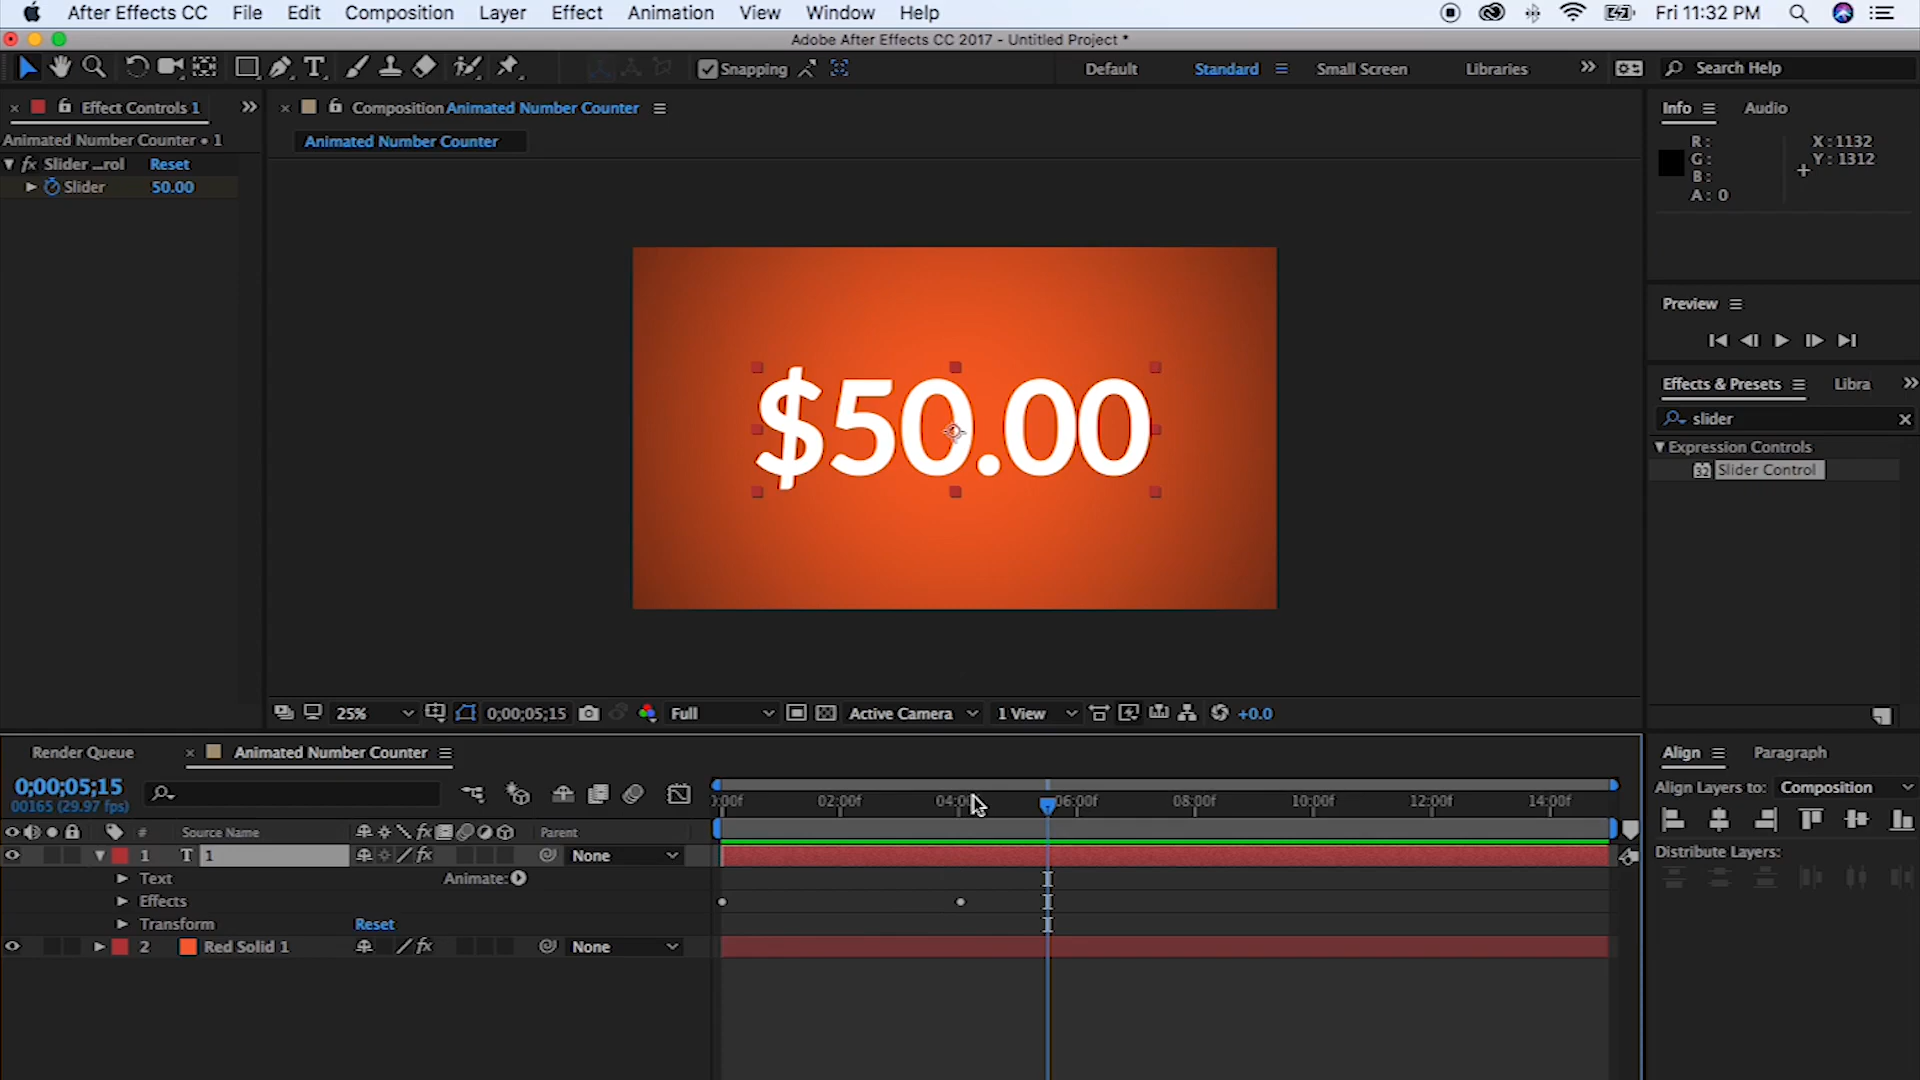 After Effects CC File Edit Composition Layer Effect Animation View Window Help Fri 11:32 PM
Adobe After Effects CC 2017 - Untitled Project *
Snapping Default Standard Small Screen Libraries Search Help
Effect Controls 1 Composition Animated Number Counter Info Audio
Animated Number Counter • 1 Animated Number Counter
R: X : 1132
G: Y : 1312
B:
A : 0
fx Slider ...rol Reset
Slider 50.00
Preview
$50.00
Effects & Presets Libra
slider
Expression Controls
32 Slider Control
25% 0;00;05;15 Full Active Camera 1 View +0.0
Render Queue Animated Number Counter Align Paragraph
0;00;05;15
00165 (29.97 fps)
Align Layers to: Composition
:00f 02:00f 04:00f 06:00f 08:00f 10:00f 12:00f 14:00f
# Source Name fx Parent
1 T 1 fx None
Distribute Layers:
Text Animate:
Effects
Transform Reset
2 Red Solid 1 fx None